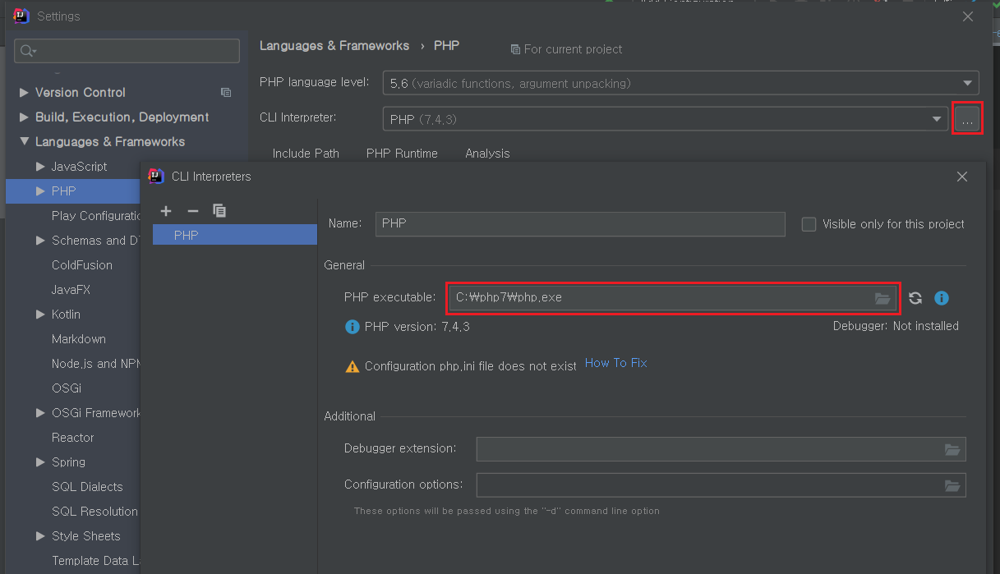 Settings
Languages & Frameworks › PHP
For current project
Version Control
Build, Execution, Deployment
Languages & Frameworks
JavaScript
PHP
Play Configuratio
Schemas and D
ColdFusion
JavaFX
Kotlin
Markdown
Node.js and NPM
OSGi
OSGi Framework
Reactor
Spring
SQL Dialects
SQL Resolution
Style Sheets
Template Data La
PHP language level: 5.6 (variadic functions, argument unpacking)
CLI Interpreter: PHP (7.4.3) ...
Include Path PHP Runtime Analysis
CLI Interpreters
PHP
Name: PHP Visible only for this project
General
PHP executable: C:₩php7₩php.exe
PHP version: 7.4.3 Debugger: Not installed
Configuration php.ini file does not exist How To Fix
Additional
Debugger extension:
Configuration options:
These options will be passed using the "-d" command line option